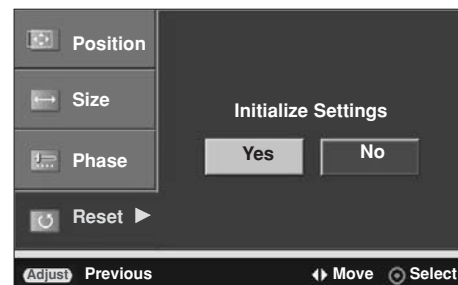 Position
Size
Initialize Settings
Yes No
Phase
Reset ▶
Adjust Previous ◀▶ Move ⊙ Select